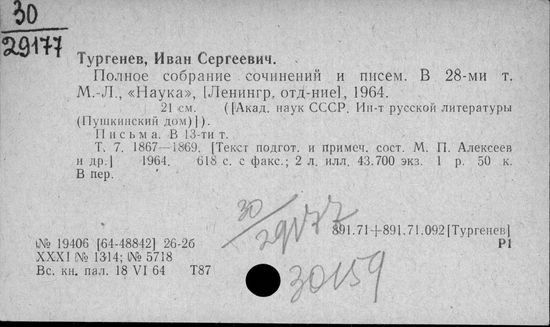 30
29177
Тургенев, Иван Сергеевич.
Полное собрание сочинений и писем. В 28-ми т.
М.-Л., «Наука», [Ленингр. отд-ние], 1964.
21 см. ([Акад. наук СССР. Ин-т русской литературы
(Пушкинский дом)]).
Письма. В 13-ти т.
Т. 7. 1867—1869. [Текст подгот. и примеч. сост. М. П. Алексеев
и др.] 1964. 618 с. с факс.; 2 л. илл. 43.700 экз. 1 р. 50 к.
В пер.
30
29177
891.71+891.71.092[Тургенев]
№ 19406 [64-48842] 26-2б
Р1
XXXI № 1314; № 5718
Вс. кн. пал. 18 VI 64 Т87
30159